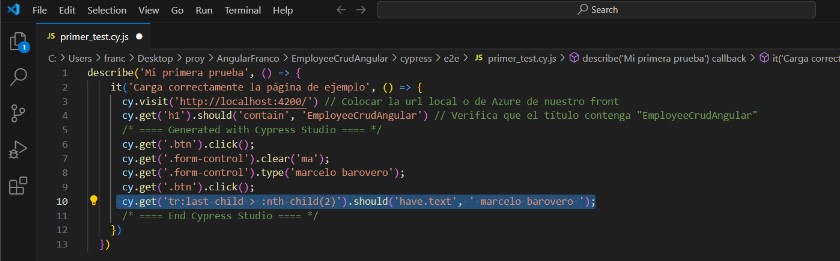 File Edit Selection View Go Run Terminal Help Search
JS primer_test.cy.js
C: > Users > franc > Desktop > proy > AngularFranco > EmployeeCrudAngular > cypress > e2e > JS primer_test.cy.js > describe('Mi primera prueba') callback > it('Carga correct
1 describe('Mi primera prueba', () => {
2 it('Carga correctamente la página de ejemplo', () => {
3 cy.visit('http://localhost:4200/') // Colocar la url local o de Azure de nuestro front
4 cy.get('h1').should('contain', 'EmployeeCrudAngular') // Verifica que el título contenga "EmployeeCrudAngular"
5 /* ==== Generated with Cypress Studio ==== */
6 cy.get('.btn').click();
7 cy.get('.form-control').clear('ma');
8 cy.get('.form-control').type('marcelo barovero');
9 cy.get('.btn').click();
10 cy.get('tr:last-child > :nth-child(2)').should('have.text', ' marcelo barovero ');
11 /* ==== End Cypress Studio ==== */
12 })
13 })
1